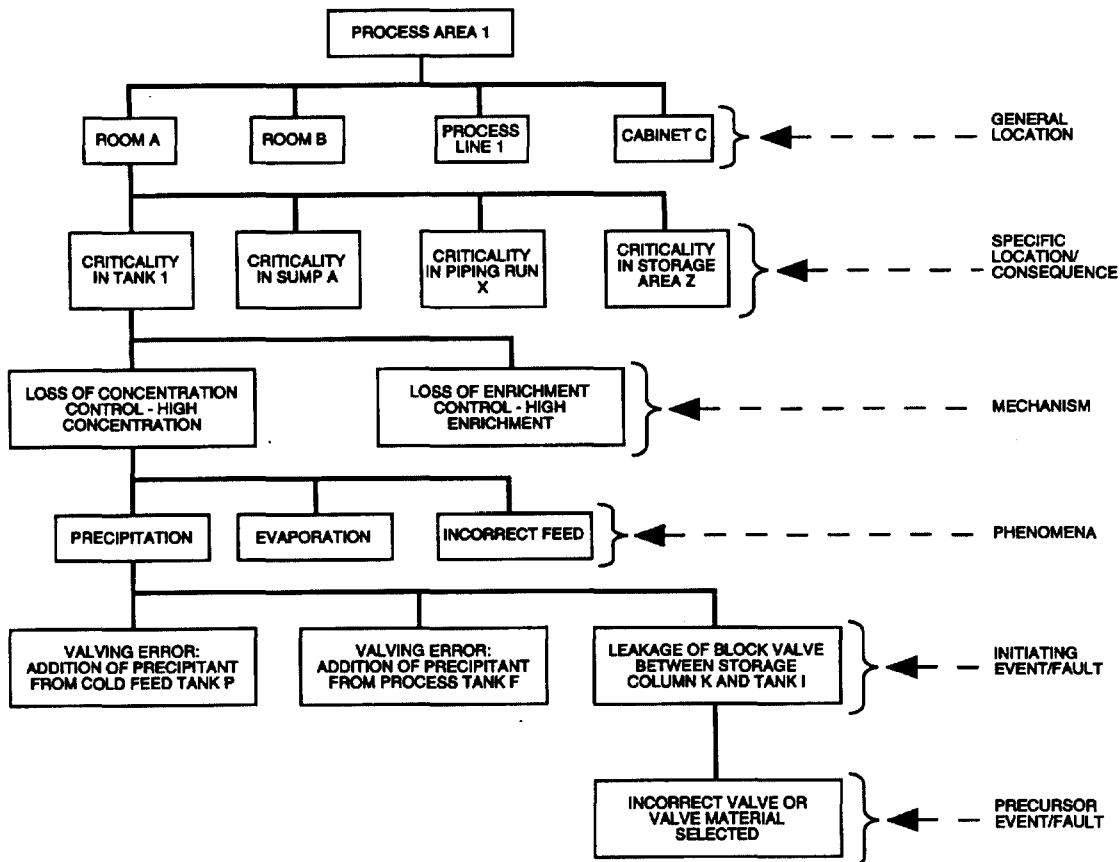 PROCESS AREA 1
ROOM A
ROOM B
PROCESS
LINE 1
CABINET C
GENERAL
LOCATION
CRITICALITY
IN TANK 1
CRITICALITY
IN SUMP A
CRITICALITY
IN PIPING RUN
X
CRITICALITY
IN STORAGE
AREA Z
SPECIFIC
LOCATION/
CONSEQUENCE
LOSS OF CONCENTRATION
CONTROL - HIGH
CONCENTRATION
LOSS OF ENRICHMENT
CONTROL - HIGH
ENRICHMENT
MECHANISM
PRECIPITATION
EVAPORATION
INCORRECT FEED
PHENOMENA
VALVING ERROR:
ADDITION OF PRECIPITANT
FROM COLD FEED TANK P
VALVING ERROR:
ADDITION OF PRECIPITANT
FROM PROCESS TANK F
LEAKAGE OF BLOCK VALVE
BETWEEN STORAGE
COLUMN K AND TANK I
INITIATING
EVENT/FAULT
INCORRECT VALVE OR
VALVE MATERIAL
SELECTED
PRECURSOR
EVENT/FAULT